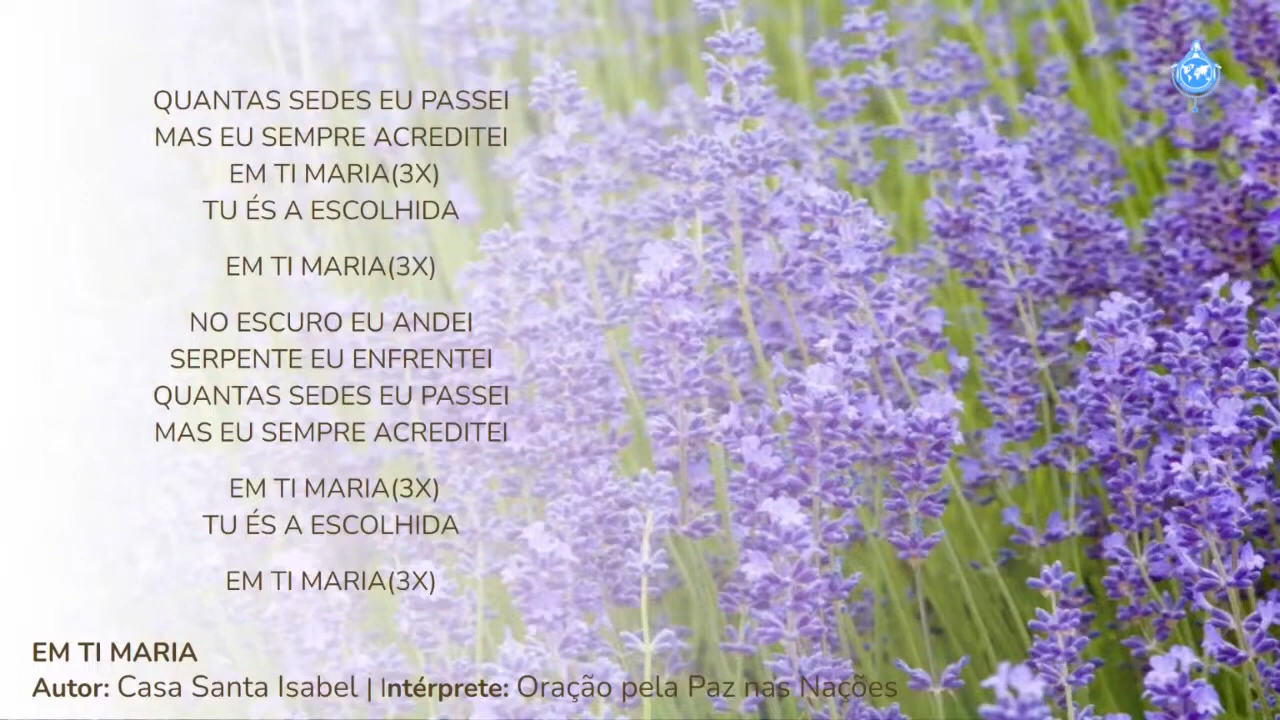 QUANTAS SEDES EU PASSEI
MAS EU SEMPRE ACREDITEI
EM TI MARIA(3X)
TU ÉS A ESCOLHIDA
EM TI MARIA(3X)
NO ESCURO EU ANDEI
SERPENTE EU ENFRENTEI
QUANTAS SEDES EU PASSEI
MAS EU SEMPRE ACREDITEI
EM TI MARIA(3X)
TU ÉS A ESCOLHIDA
EM TI MARIA(3X)
EM TI MARIA
Autor: Casa Santa Isabel | Intérprete: Oração pela Paz nas Nações